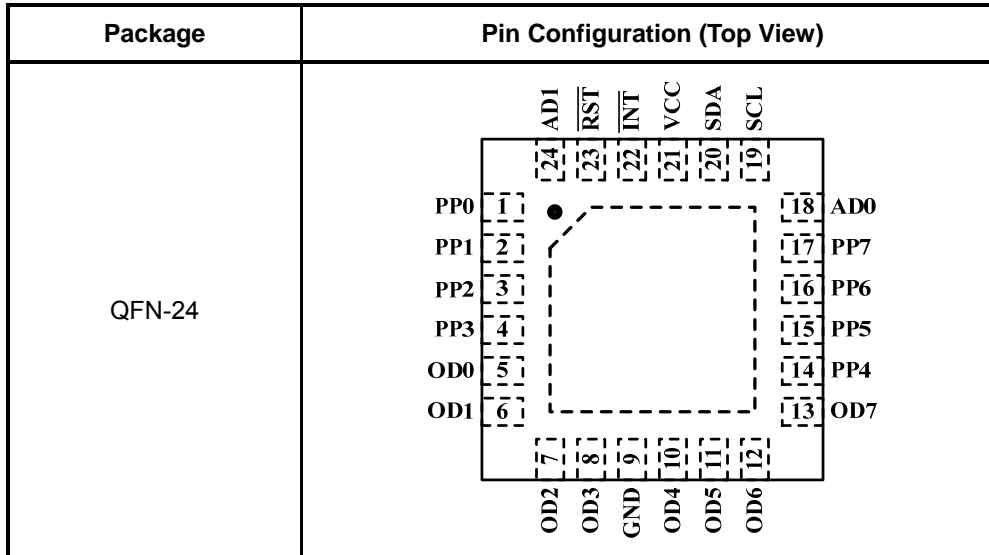 Package Pin Configuration (Top View)
QFN-24
AD1 RST INT VCC SDA SCL
24 23 22 21 20 19
PP0 1 18 AD0
PP1 2 17 PP7
PP2 3 16 PP6
PP3 4 15 PP5
OD0 5 14 PP4
OD1 6 13 OD7
7 8 9 10 11 12
OD2 OD3 GND OD4 OD5 OD6